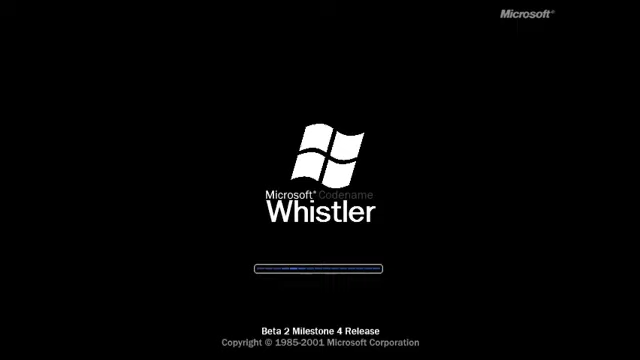 Microsoft®
Microsoft® Codename
Whistler
Beta 2 Milestone 4 Release
Copyright © 1985-2001 Microsoft Corporation